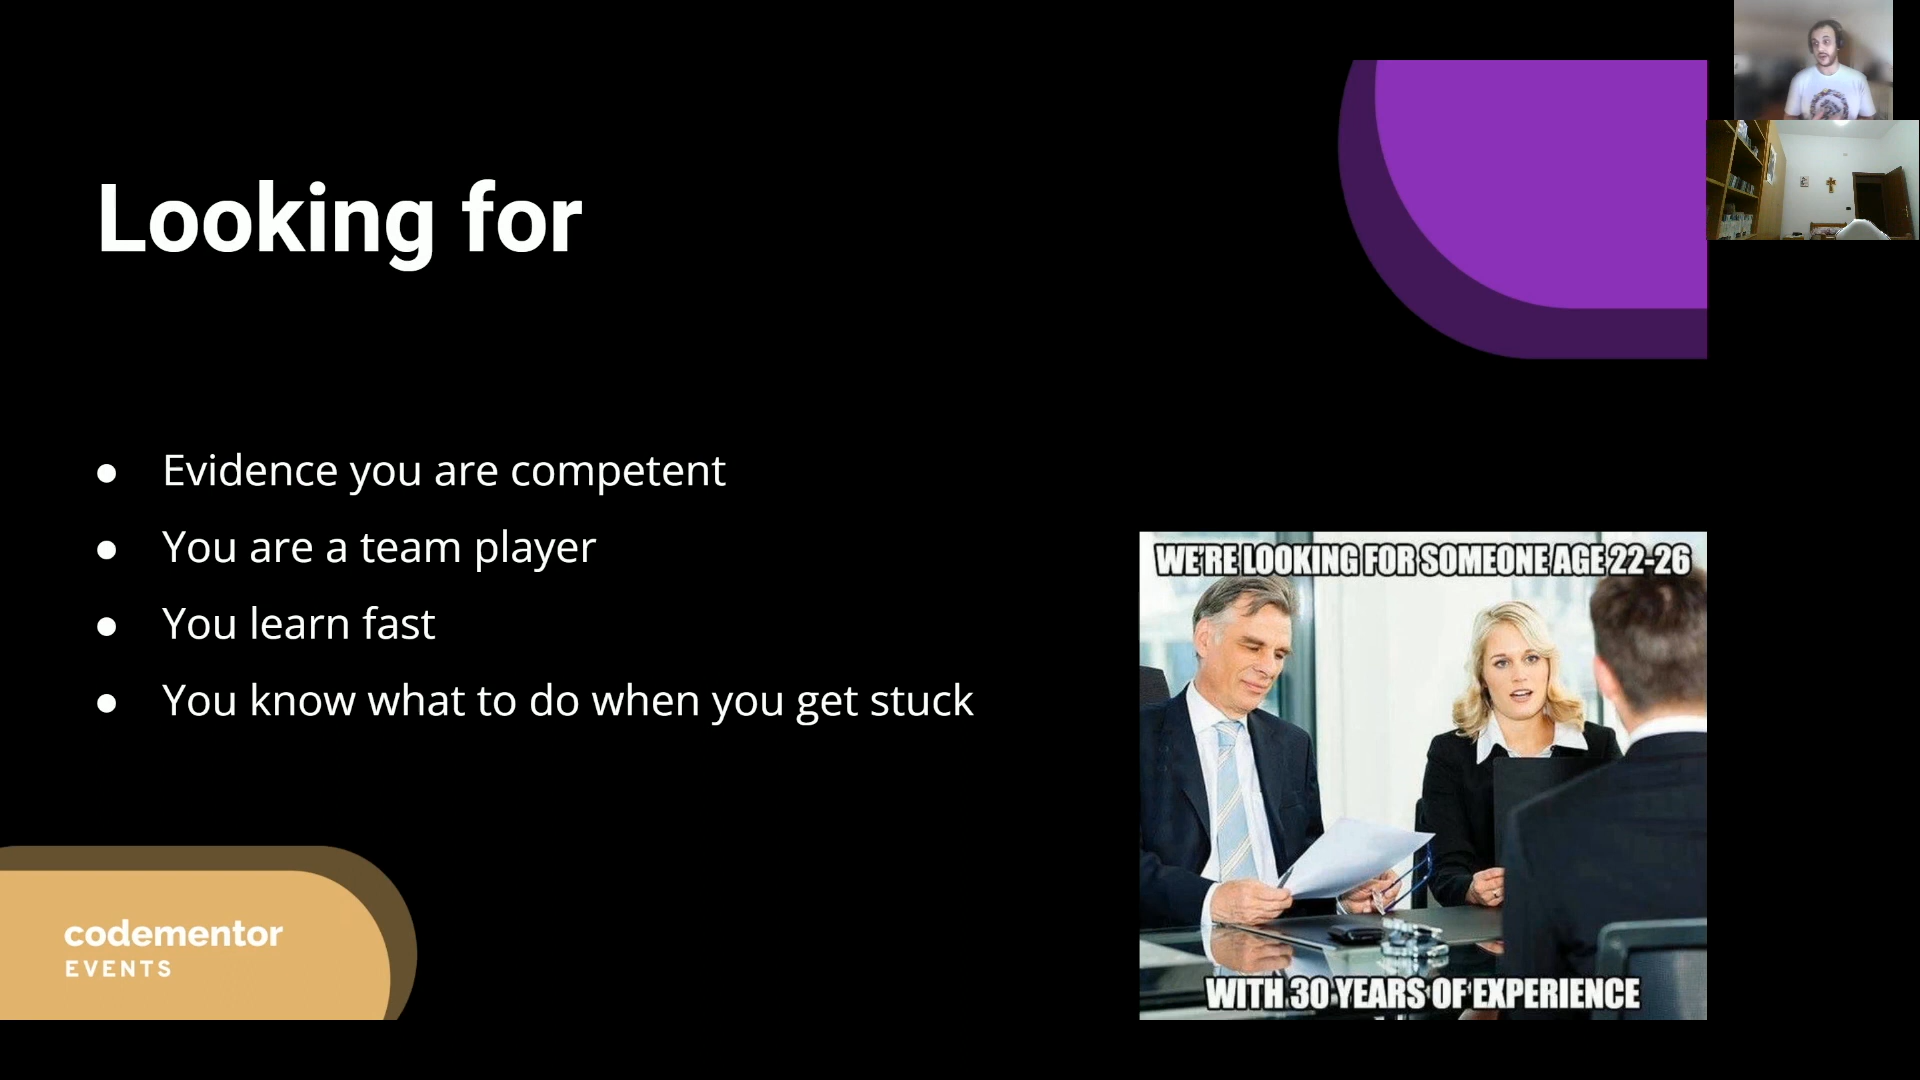 Looking for
● Evidence you are competent
● You are a team player
● You learn fast
● You know what to do when you get stuck
WE'RE LOOKING FOR SOMEONE AGE 22-26
WITH 30 YEARS OF EXPERIENCE
codementor
EVENTS